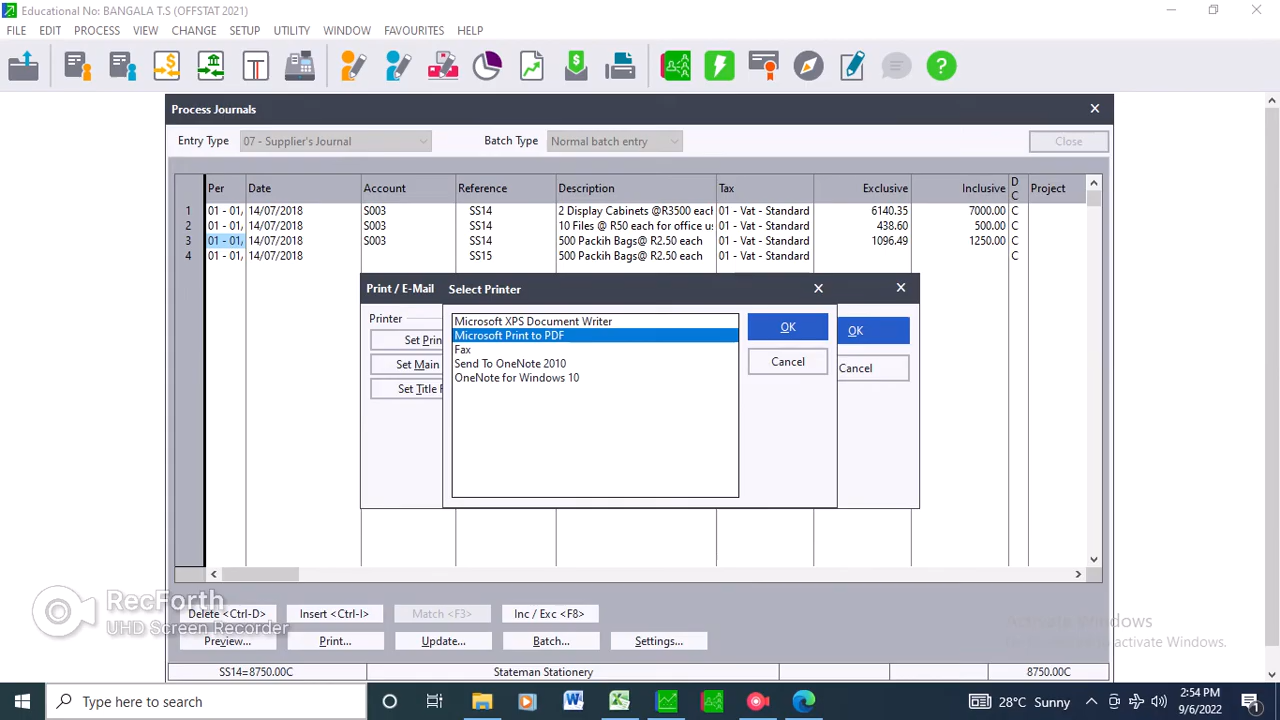 Educational No: BANGALA T.S (OFFSTAT 2021)
FILE EDIT PROCESS VIEW CHANGE SETUP UTILITY WINDOW FAVOURITES HELP
Process Journals
Entry Type 07 - Supplier's Journal Batch Type Normal batch entry Close
Per Date Account Reference Description Tax Exclusive Inclusive D C Project
1 01 - 01, 14/07/2018 S003 SS14 2 Display Cabinets @R3500 each 01 - Vat - Standard 6140.35 7000.00 C
2 01 - 01, 14/07/2018 S003 SS14 10 Files @ R50 each for office us 01 - Vat - Standard 438.60 500.00 C
3 01 - 01, 14/07/2018 S003 SS14 500 Packih Bags@ R2.50 each 01 - Vat - Standard 1096.49 1250.00 C
4 01 - 01, 14/07/2018 SS15 500 Packih Bags@ R2.50 each 01 - Vat - Standard C
Print / E-Mail Select Printer
Printer
Set Prin
Set Main
Set Title F
Microsoft XPS Document Writer
Microsoft Print to PDF
Fax
Send To OneNote 2010
OneNote for Windows 10
OK OK
Cancel Cancel
RecForth
UHD Screen Recorder
Delete <Ctrl-D> Insert <Ctrl-I> Match <F3> Inc / Exc <F8>
Preview... Print... Update... Batch... Settings...
Activate Windows
to activate Windows.
SS14=8750.00C Stateman Stationery 8750.00C
Type here to search 28°C Sunny 2:54 PM
9/6/2022 1